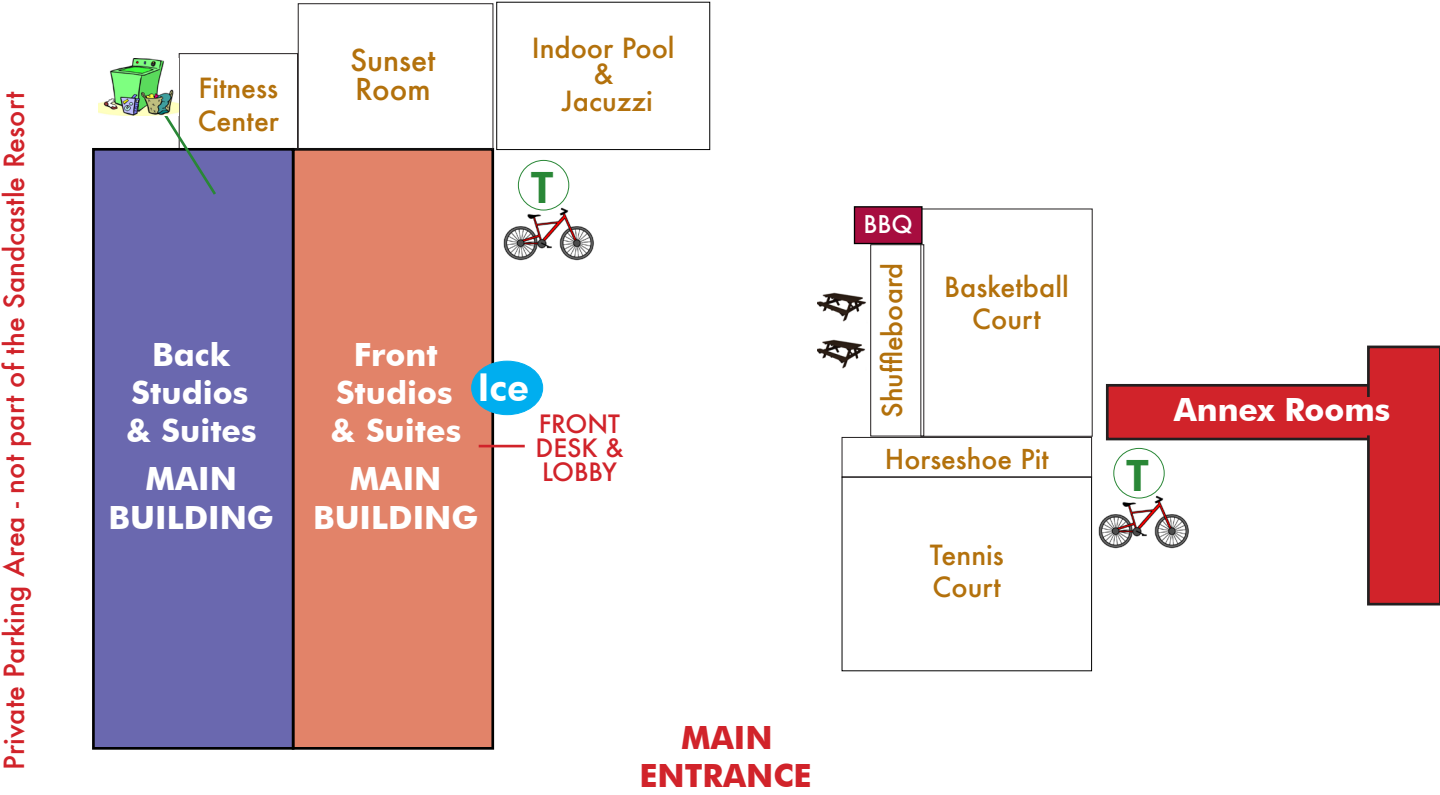 Private Parking Area - not part of the Sandcastle Resort
Fitness
Center
Sunset
Room
Indoor Pool
&
Jacuzzi
T
Back
Studios
& Suites
MAIN
BUILDING
Front
Studios
& Suites
MAIN
BUILDING
Ice
FRONT
DESK &
LOBBY
BBQ
Shuffleboard
Basketball
Court
Horseshoe Pit
Tennis
Court
Annex Rooms
T
MAIN
ENTRANCE